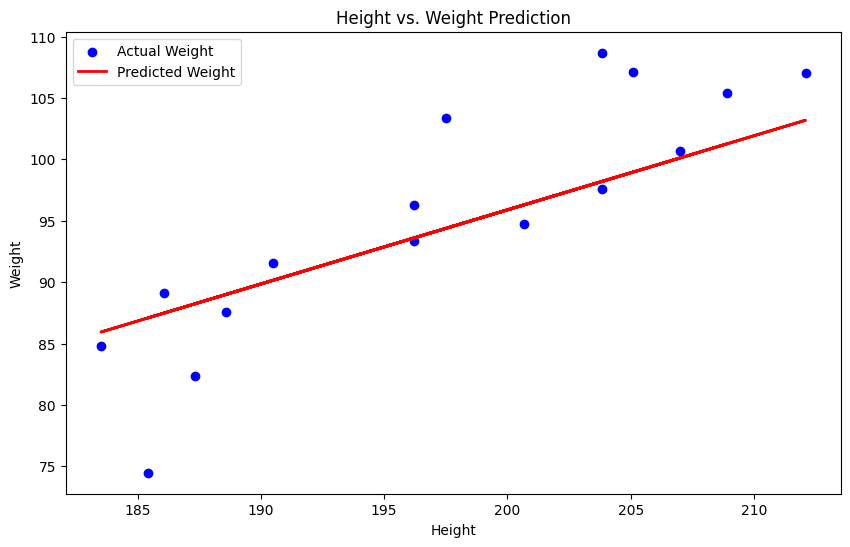 Height vs. Weight Prediction
Actual Weight
Predicted Weight
110
105
100
95
90
85
80
75
Weight
185 190 195 200 205 210
Height